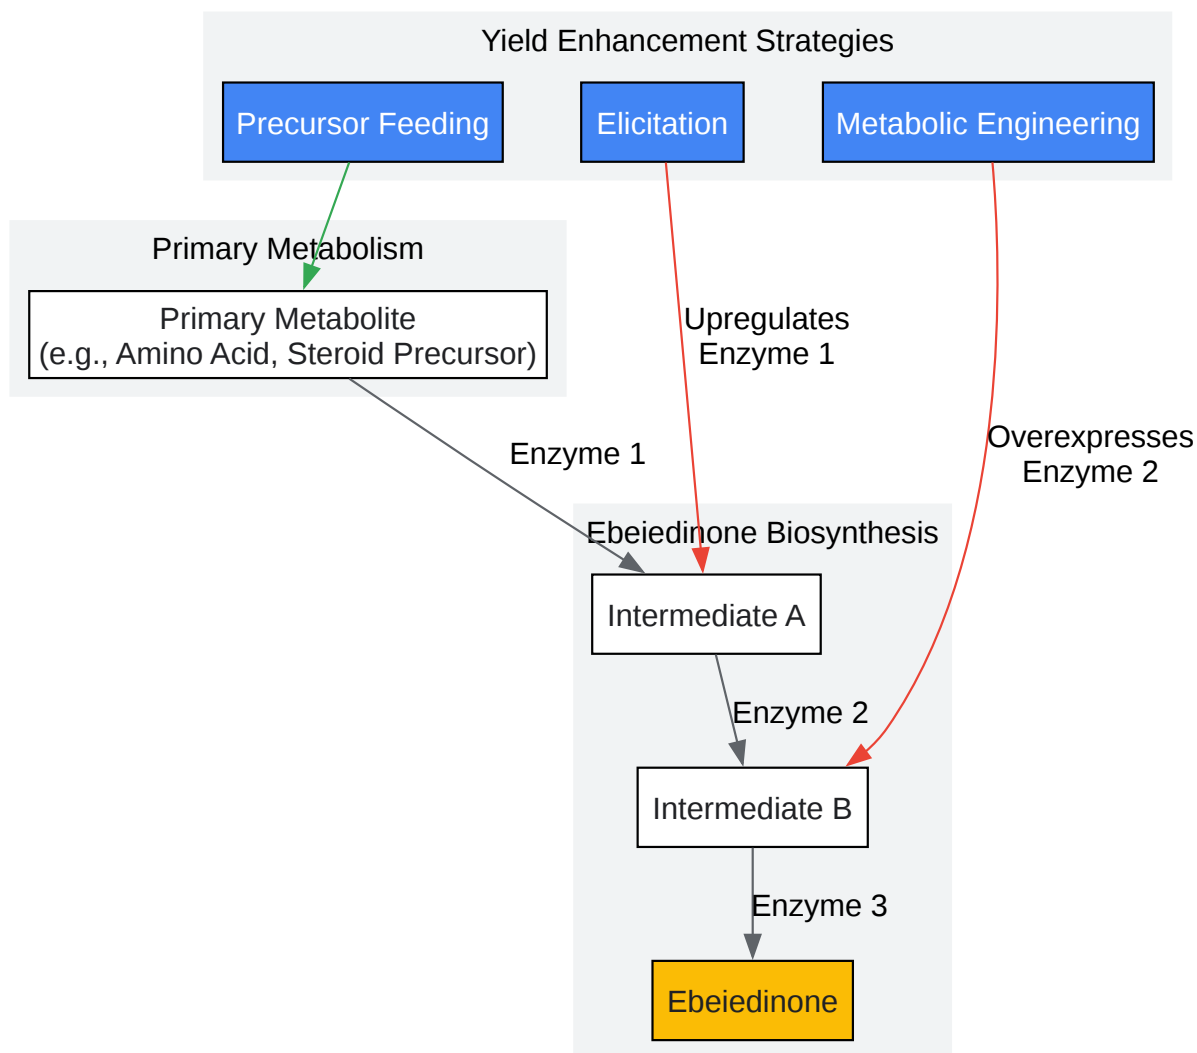 Yield Enhancement Strategies
Precursor Feeding
Elicitation
Metabolic Engineering
Primary Metabolism
Primary Metabolite
(e.g., Amino Acid, Steroid Precursor)
Upregulates
Enzyme 1
Enzyme 1
Overexpresses
Enzyme 2
Ebeiedinone Biosynthesis
Intermediate A
Enzyme 2
Intermediate B
Enzyme 3
Ebeiedinone